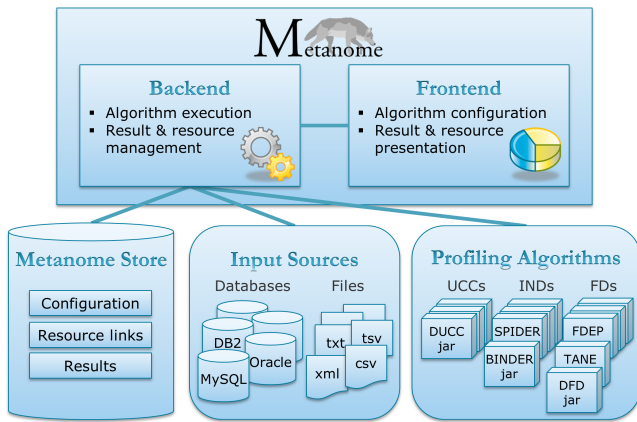 Metanome
Backend
▪ Algorithm execution
▪ Result & resource
management
Frontend
▪ Algorithm configuration
▪ Result & resource
presentation
Metanome Store
Configuration
Resource links
Results
Input Sources
Databases
DB2
Oracle
MySQL
Files
txt
tsv
xml
csv
Profiling Algorithms
UCCs
INDs
FDs
DUCC
jar
SPIDER
BINDER
jar
FDEP
TANE
DFD
jar